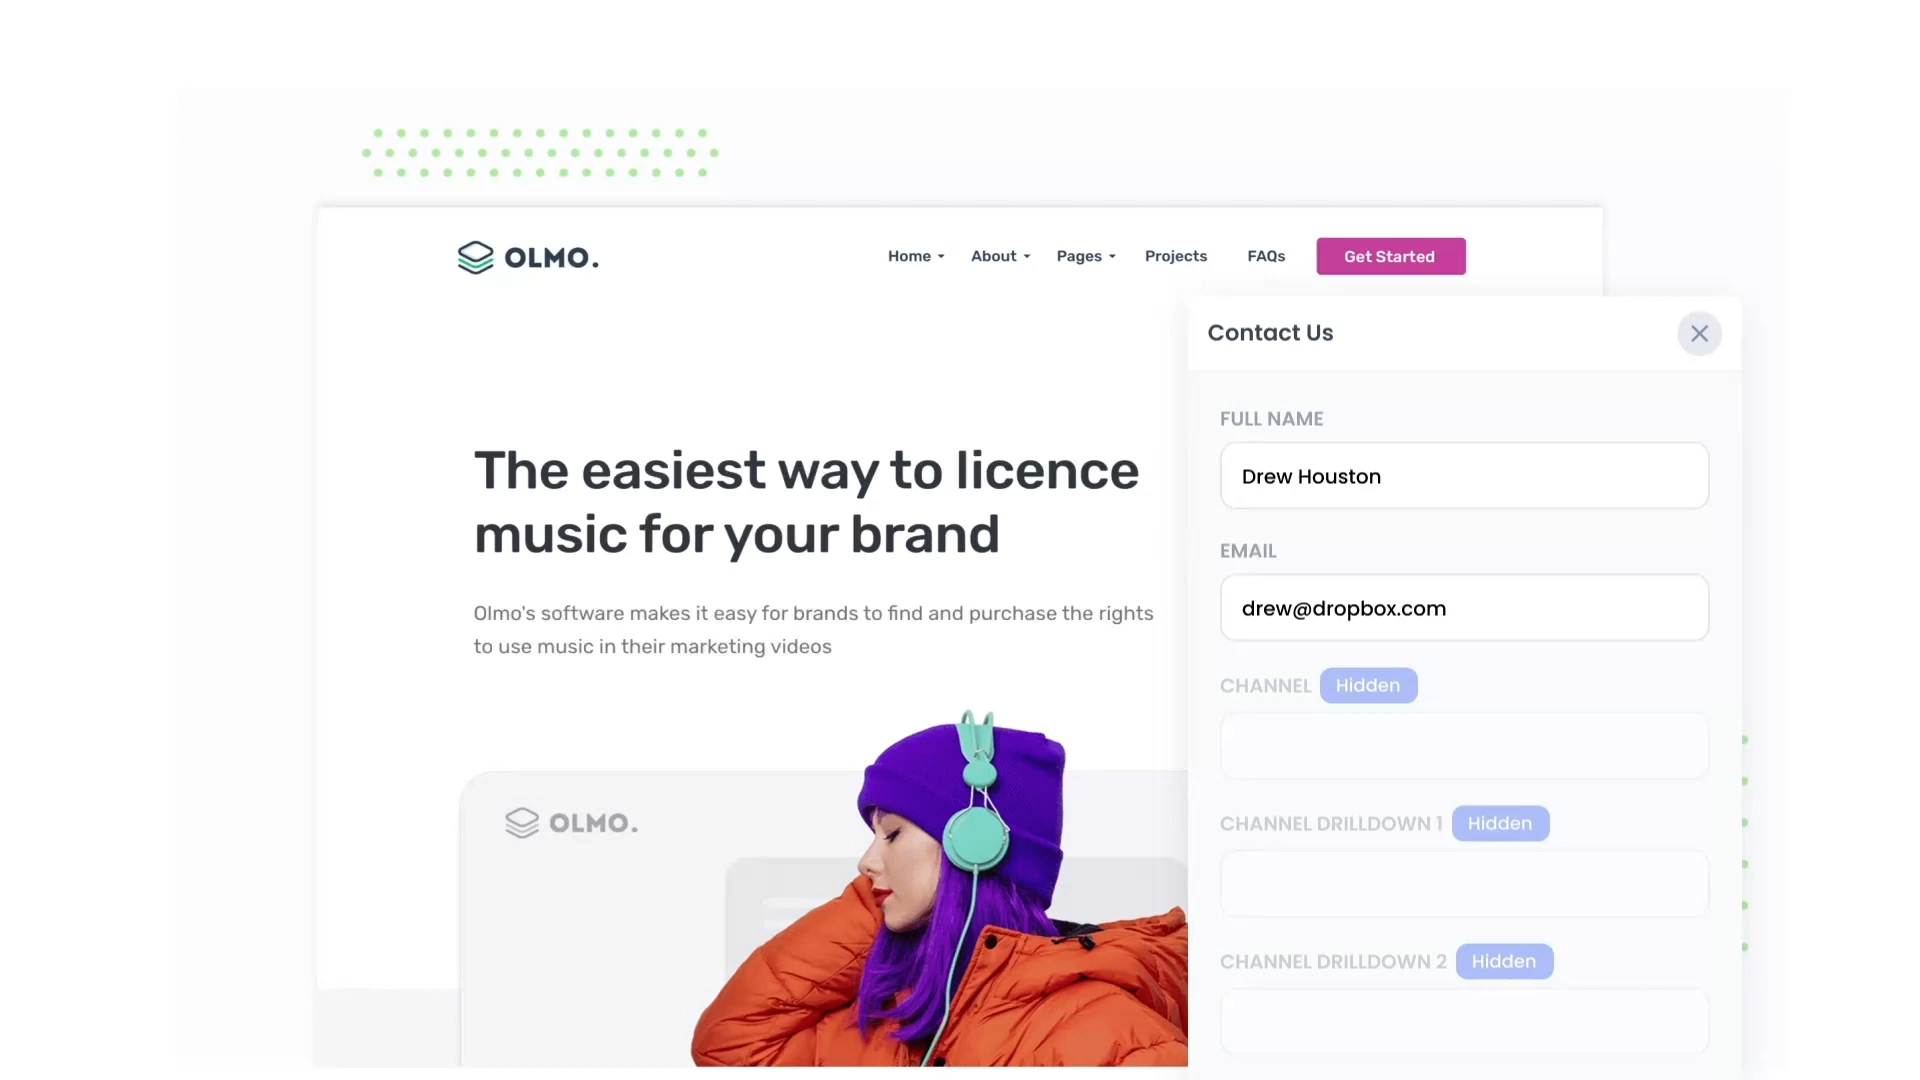 OLMO.
Home
About
Pages
Projects
FAQs
Get Started
The easiest way to licence
music for your brand
Olmo's software makes it easy for brands to find and purchase the rights
to use music in their marketing videos
OLMO.
Contact Us
FULL NAME
Drew Houston
EMAIL
drew@dropbox.com
CHANNEL Hidden
CHANNEL DRILLDOWN 1 Hidden
CHANNEL DRILLDOWN 2 Hidden